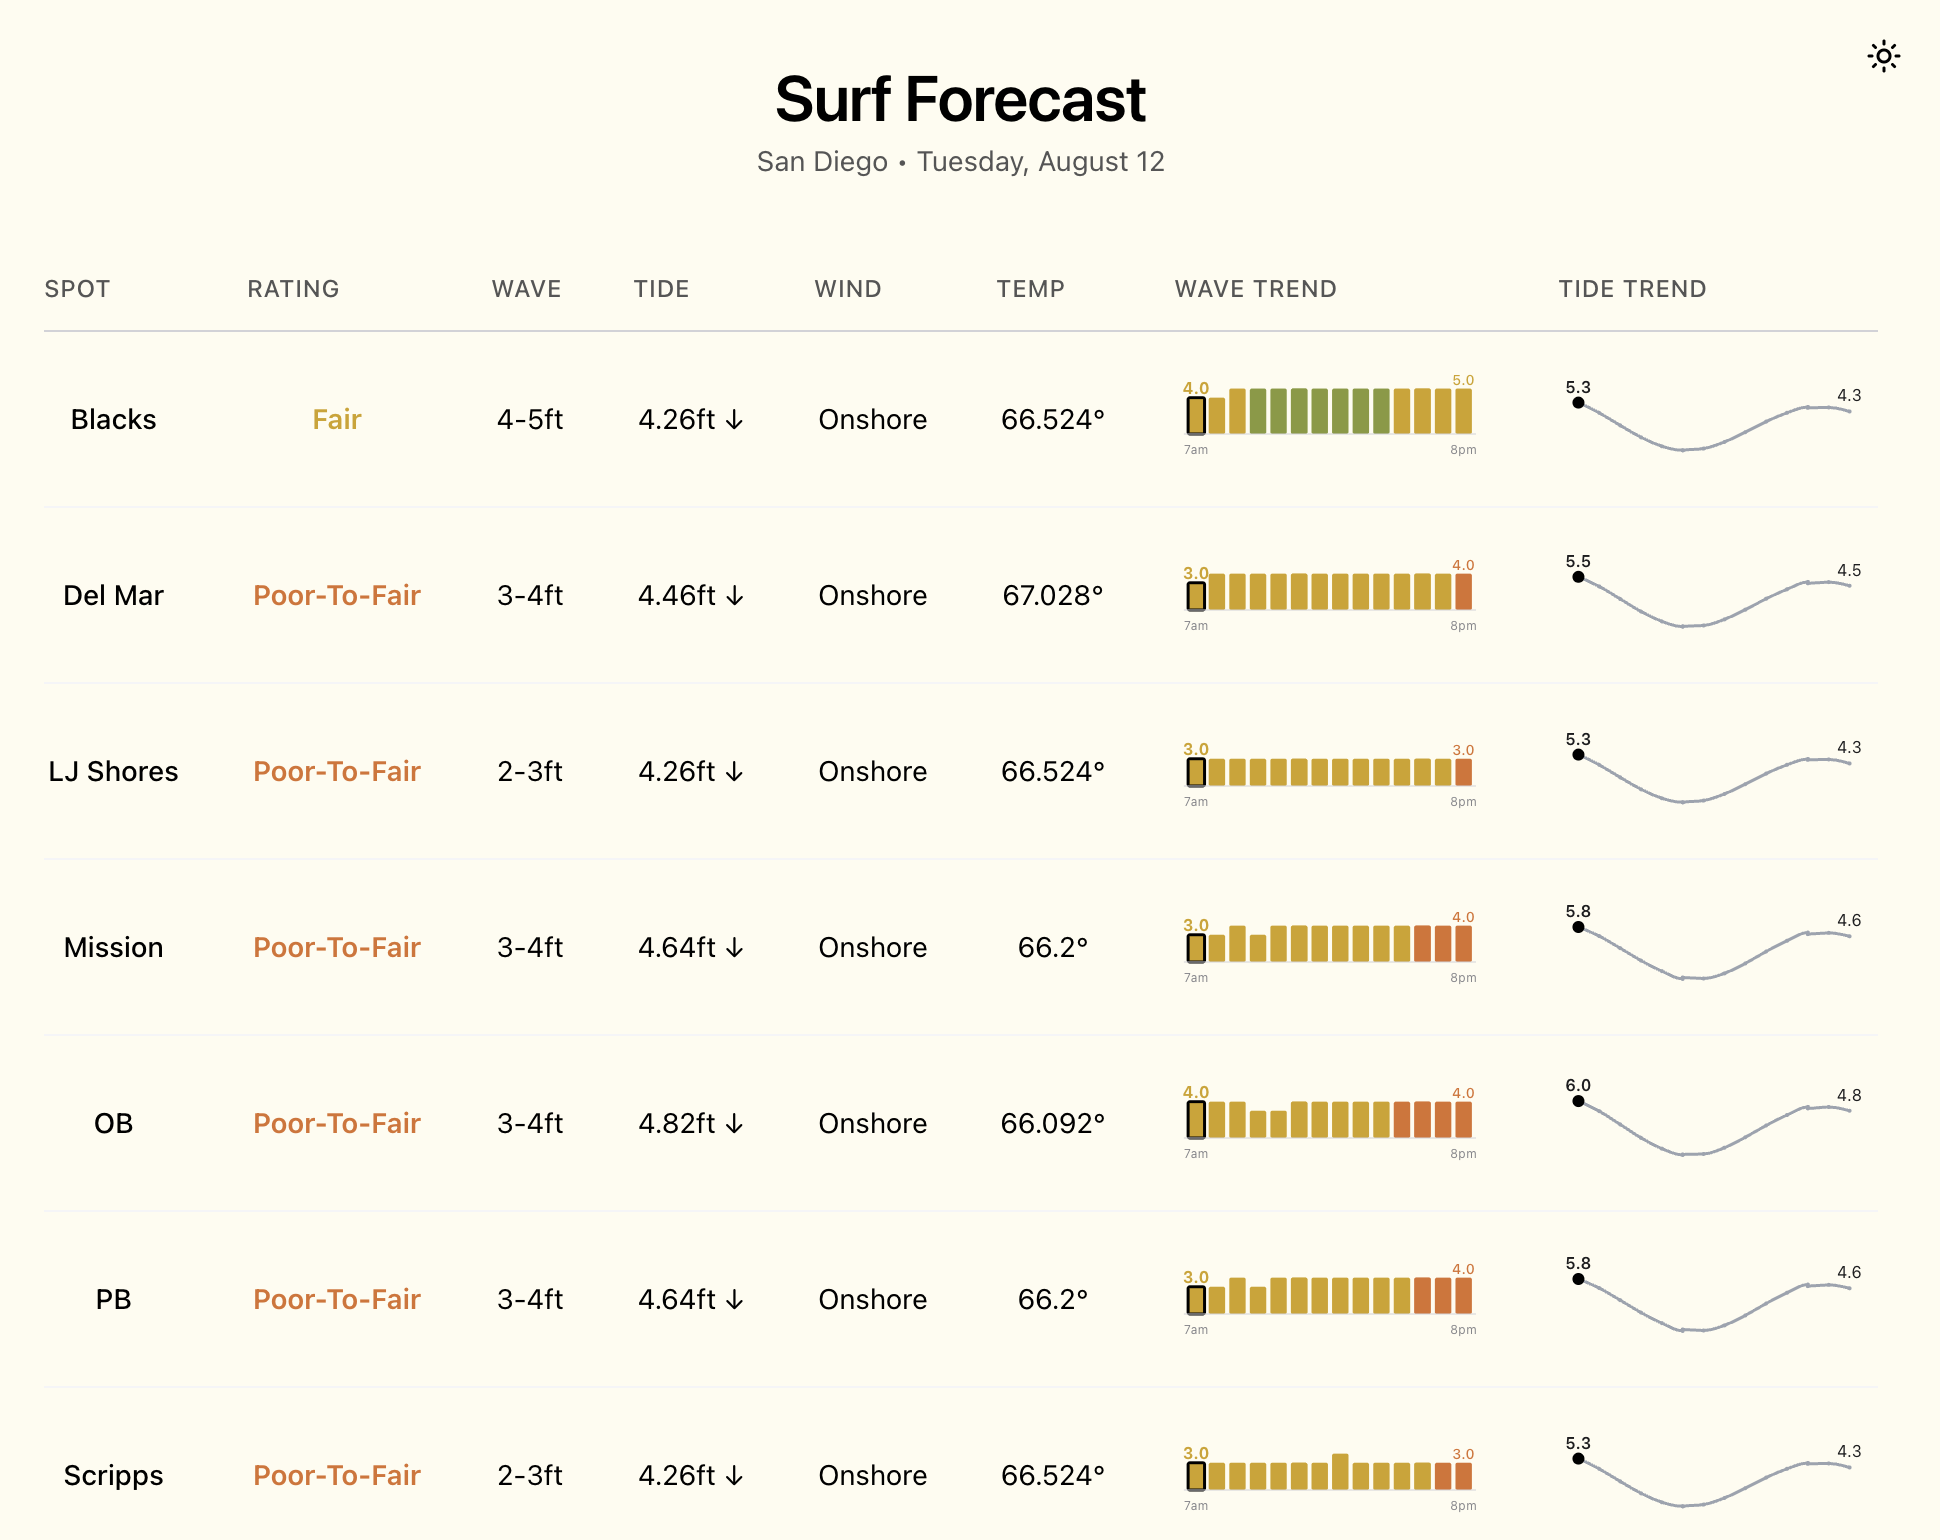 Surf Forecast
San Diego • Tuesday, August 12
SPOT RATING WAVE TIDE WIND TEMP WAVE TREND TIDE TREND
Blacks Fair 4-5ft 4.26ft ↓ Onshore 66.524° 4.0 5.0 7am 8pm 5.3 4.3
Del Mar Poor-To-Fair 3-4ft 4.46ft ↓ Onshore 67.028° 3.0 4.0 7am 8pm 5.5 4.5
LJ Shores Poor-To-Fair 2-3ft 4.26ft ↓ Onshore 66.524° 3.0 3.0 7am 8pm 5.3 4.3
Mission Poor-To-Fair 3-4ft 4.64ft ↓ Onshore 66.2° 3.0 4.0 7am 8pm 5.8 4.6
OB Poor-To-Fair 3-4ft 4.82ft ↓ Onshore 66.092° 4.0 4.0 7am 8pm 6.0 4.8
PB Poor-To-Fair 3-4ft 4.64ft ↓ Onshore 66.2° 3.0 4.0 7am 8pm 5.8 4.6
Scripps Poor-To-Fair 2-3ft 4.26ft ↓ Onshore 66.524° 3.0 3.0 7am 8pm 5.3 4.3